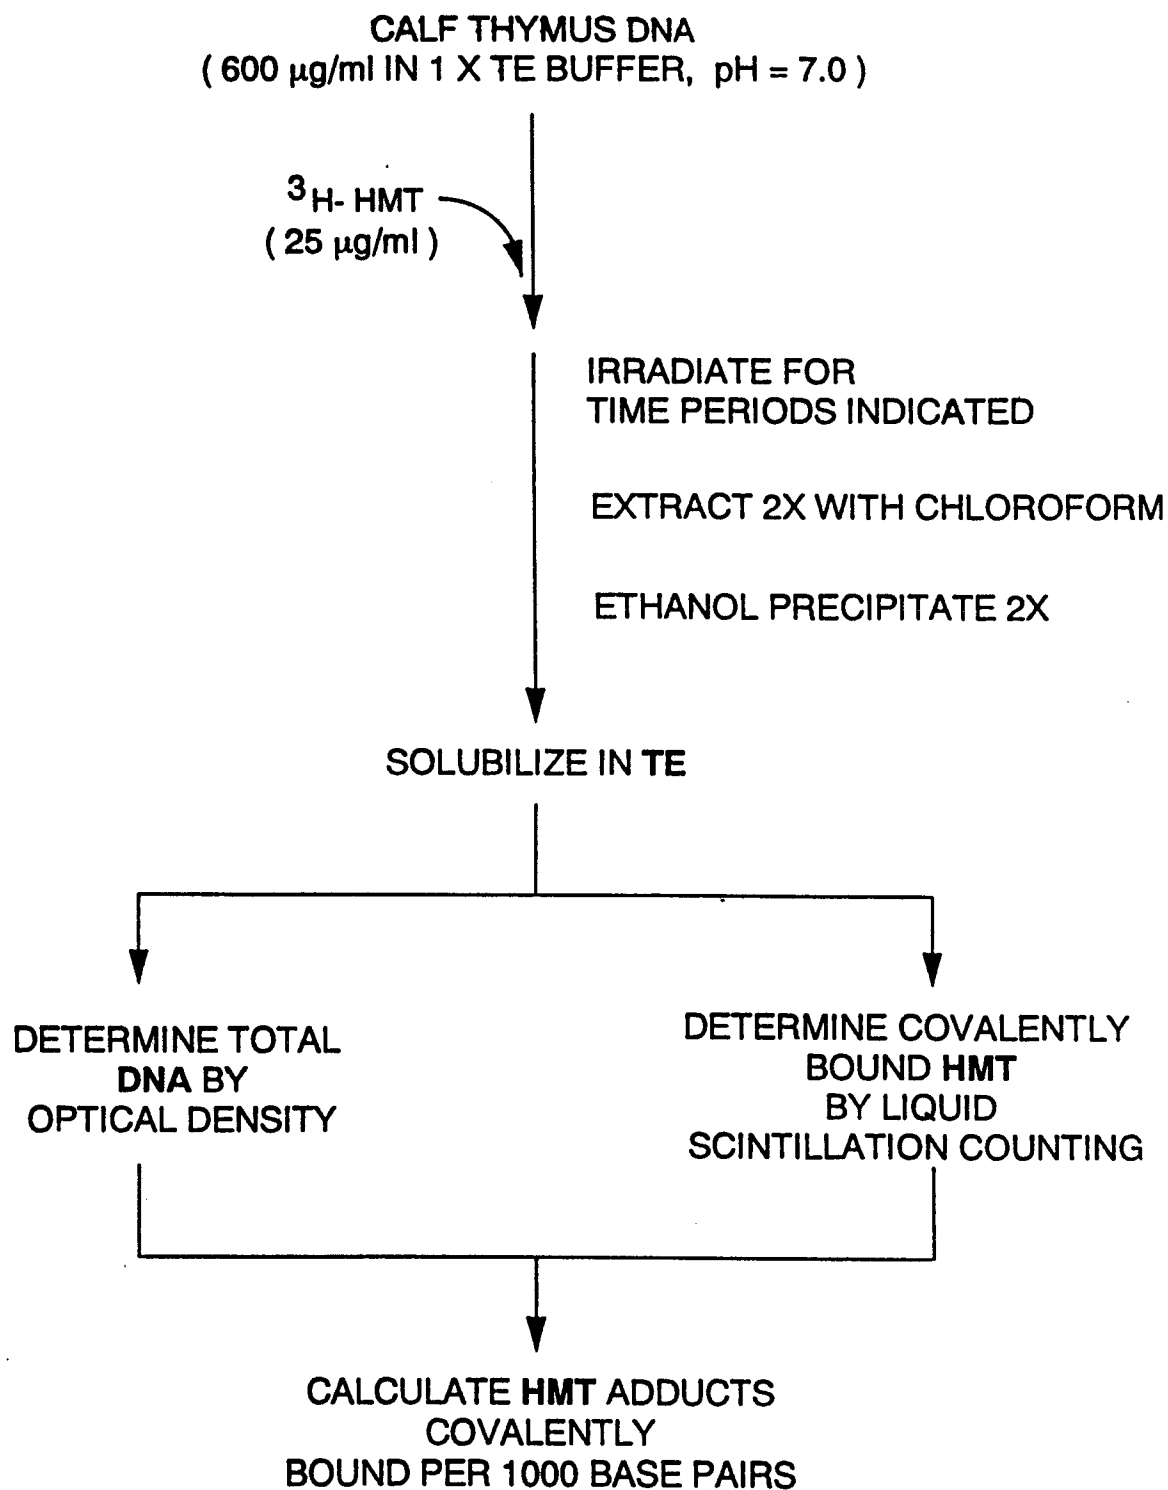 CALF THYMUS DNA
( 600 µg/ml IN 1 X TE BUFFER, pH = 7.0 )
3H- HMT
( 25 µg/ml )
IRRADIATE FOR
TIME PERIODS INDICATED
EXTRACT 2X WITH CHLOROFORM
ETHANOL PRECIPITATE 2X
SOLUBILIZE IN TE
DETERMINE TOTAL
DNA BY
OPTICAL DENSITY
DETERMINE COVALENTLY
BOUND HMT
BY LIQUID
SCINTILLATION COUNTING
CALCULATE HMT ADDUCTS
COVALENTLY
BOUND PER 1000 BASE PAIRS